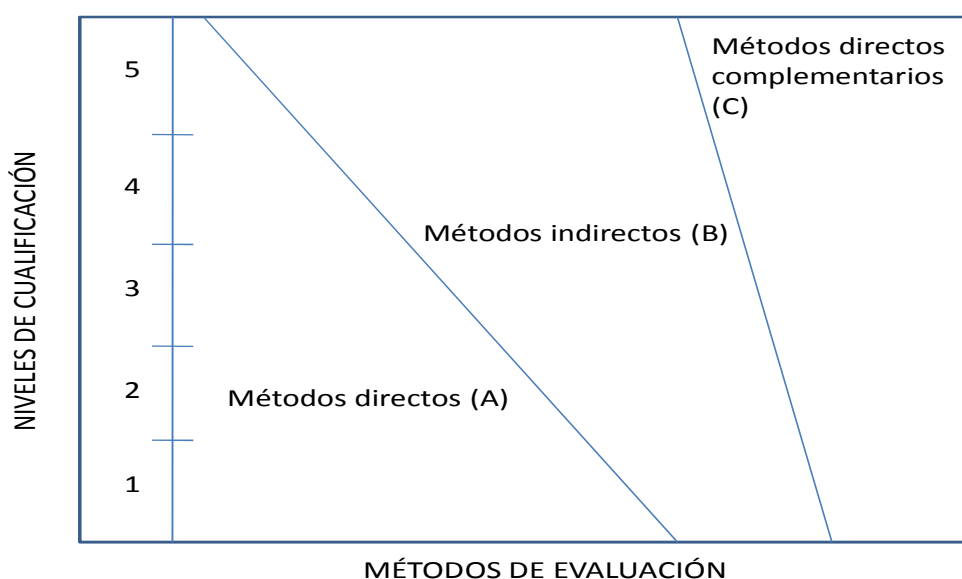 NIVELES DE CUALIFICACIÓN
5
4
3
2
1
Métodos directos
complementarios
(C)
Métodos indirectos (B)
Métodos directos (A)
MÉTODOS DE EVALUACIÓN